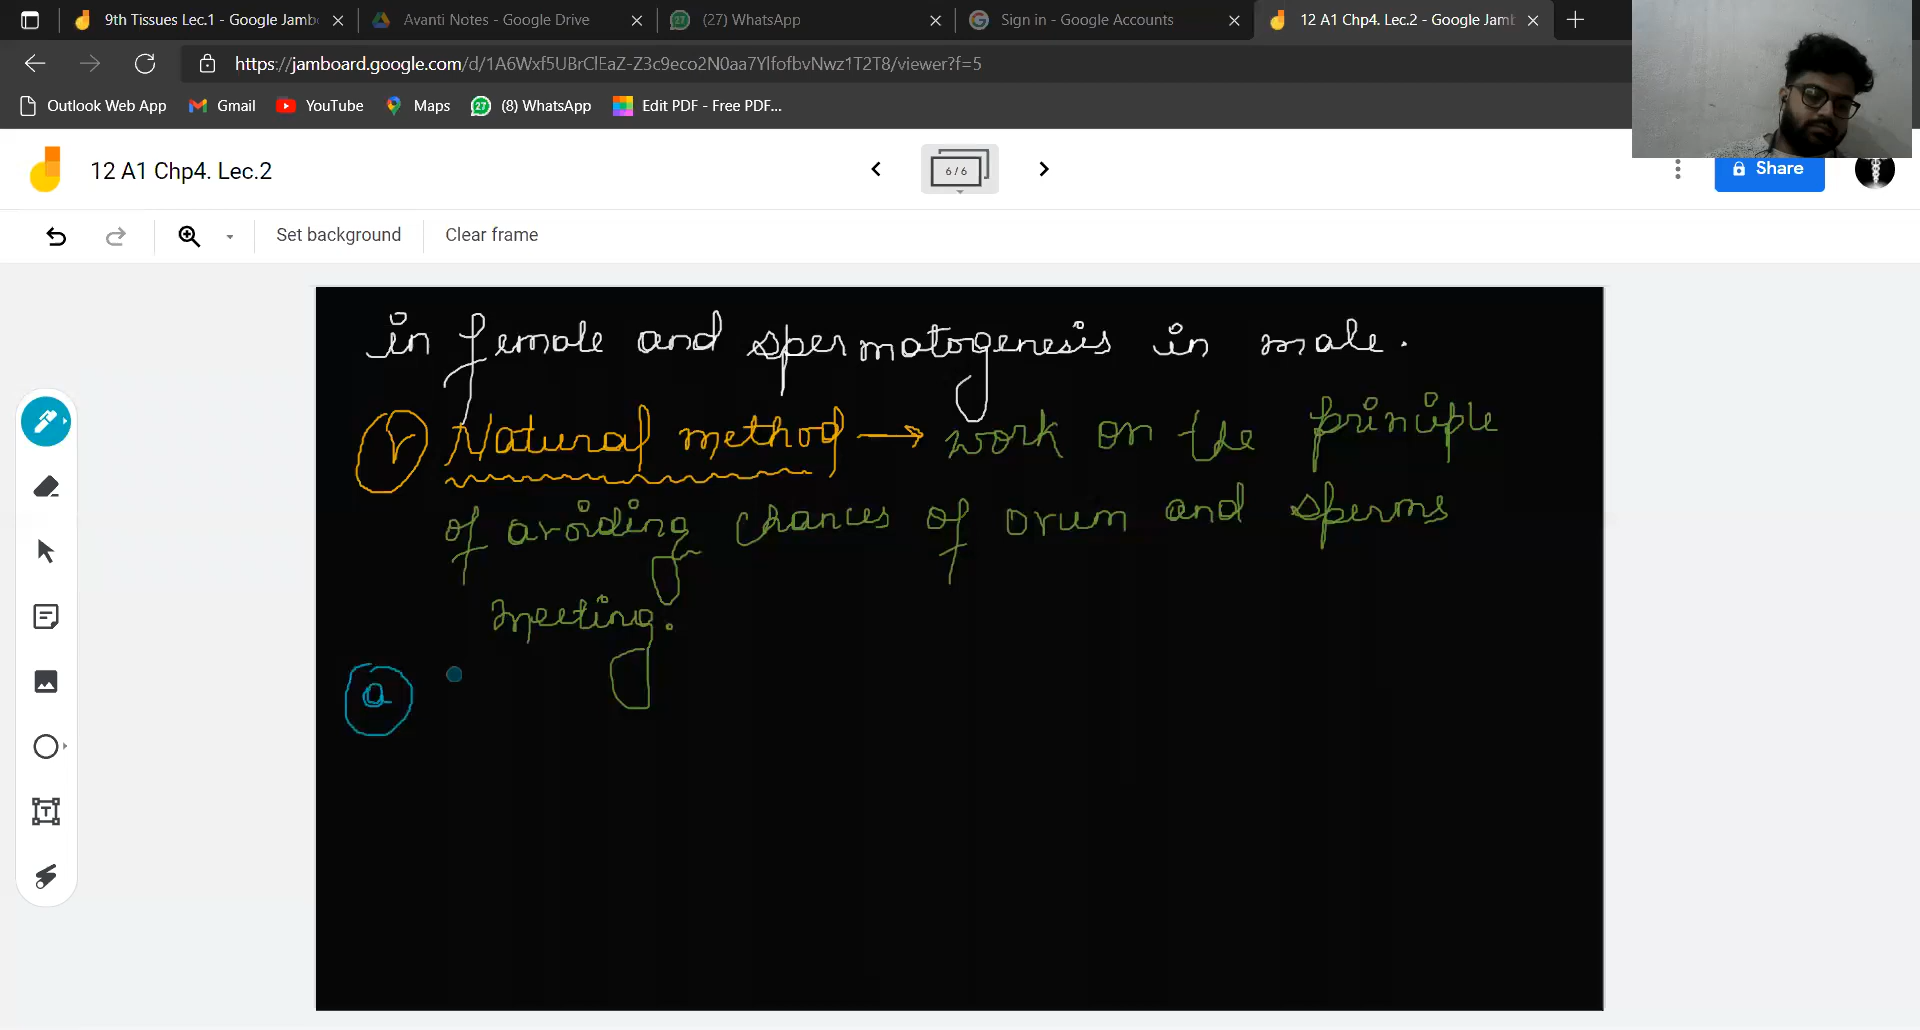 9th Tissues Lec.1 - Google Jamb
Avanti Notes - Google Drive
(27) WhatsApp
Sign in - Google Accounts
12 A1 Chp4. Lec.2 - Google Jamb
https://jamboard.google.com/d/1A6Wxf5UBrClEaZ-Z3c9eco2N0aa7YlfofbvNwz1T2T8/viewer?f=5
Outlook Web App
Gmail
YouTube
Maps
27
(8) WhatsApp
Edit PDF - Free PDF...
12 A1 Chp4. Lec.2
6 / 6
Share
Set background
Clear frame
in female and spermatogenesis in male.
Natural method → work on the principle
of avoiding chances of ovum and sperms
meeting.
a